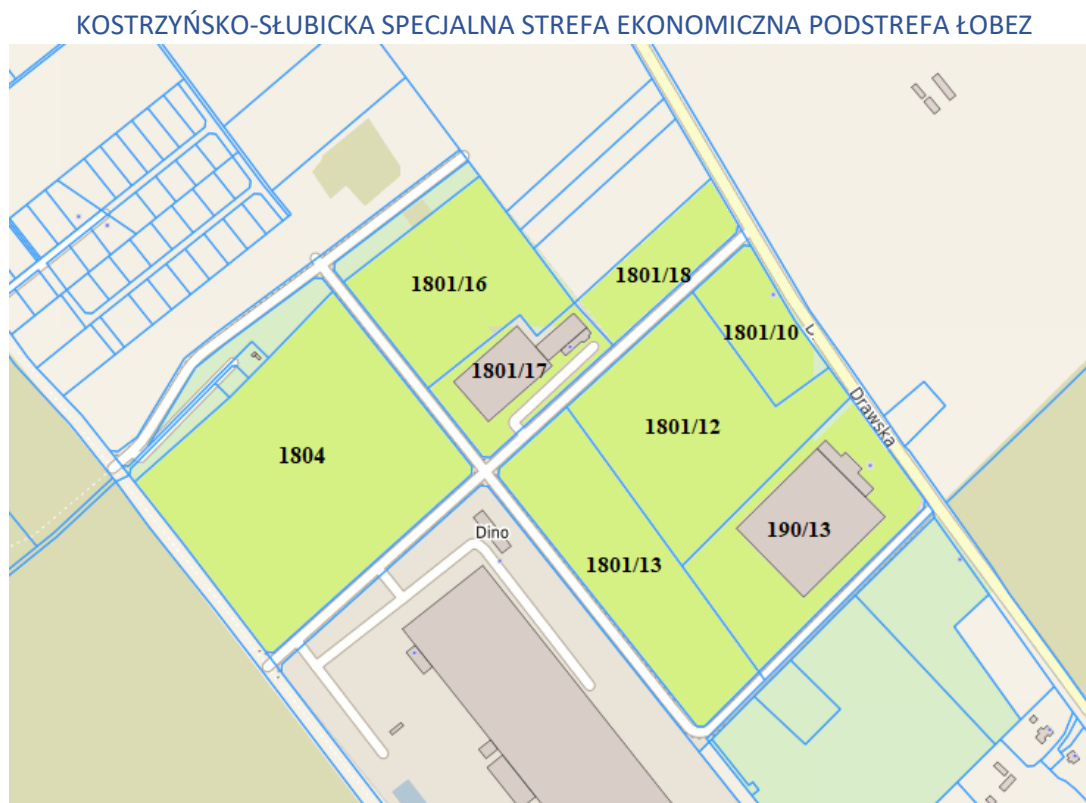 KOSTRZYŃSKO-SŁUBICKA SPECJALNA STREFA EKONOMICZNA PODSTREFA ŁOBEZ
1801/16
1801/18
1801/10
1801/17
Drawska
1801/12
1804
190/13
Dino
1801/13